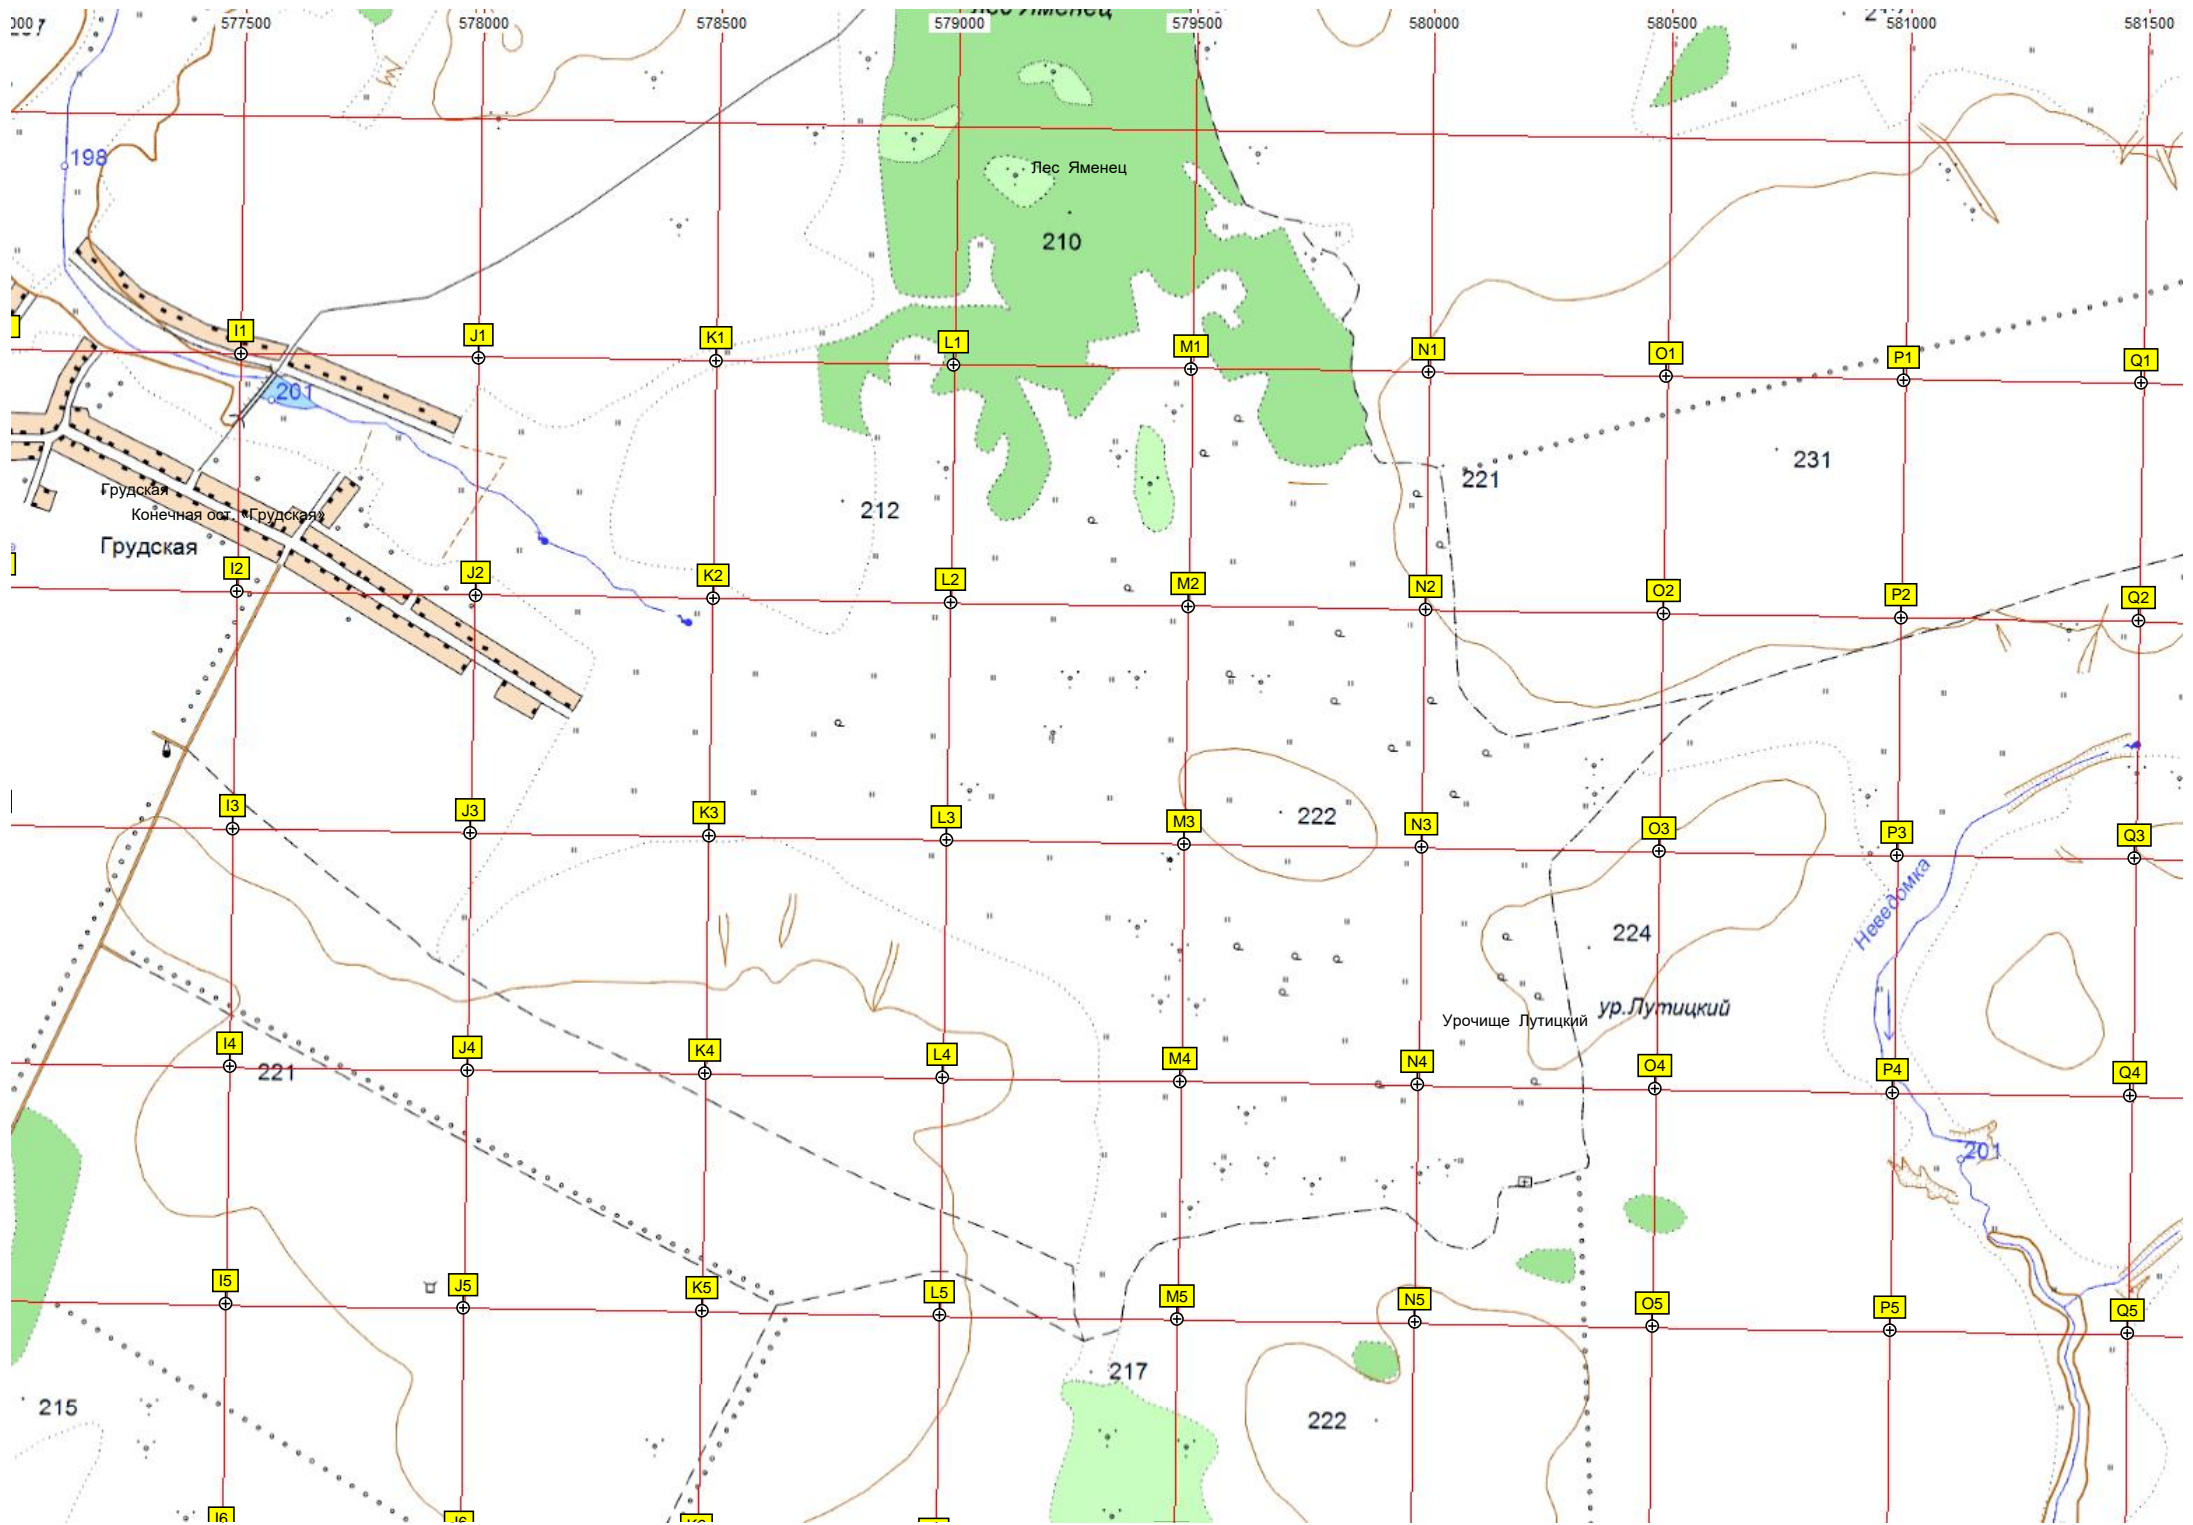 577500 578000 578500 579000 579500 580000 580500 581000 581500
198
Лес Яменец
210
I1 J1 K1 L1 M1 N1 O1 P1 Q1
201
221 231
Грудская
212
Конечная ост. «Грудская»
Грудская
I2 J2 K2 L2 M2 N2 O2 P2 Q2
I3 J3 K3 L3 M3 N3 O3 P3 Q3
222
Неведомка
224
ур.Лутицкий
Урочище Лутицкий
I4 J4 K4 L4 M4 N4 O4 P4 Q4
221
201
I5 J5 K5 L5 M5 N5 O5 P5 Q5
217
215
222
I6 J6